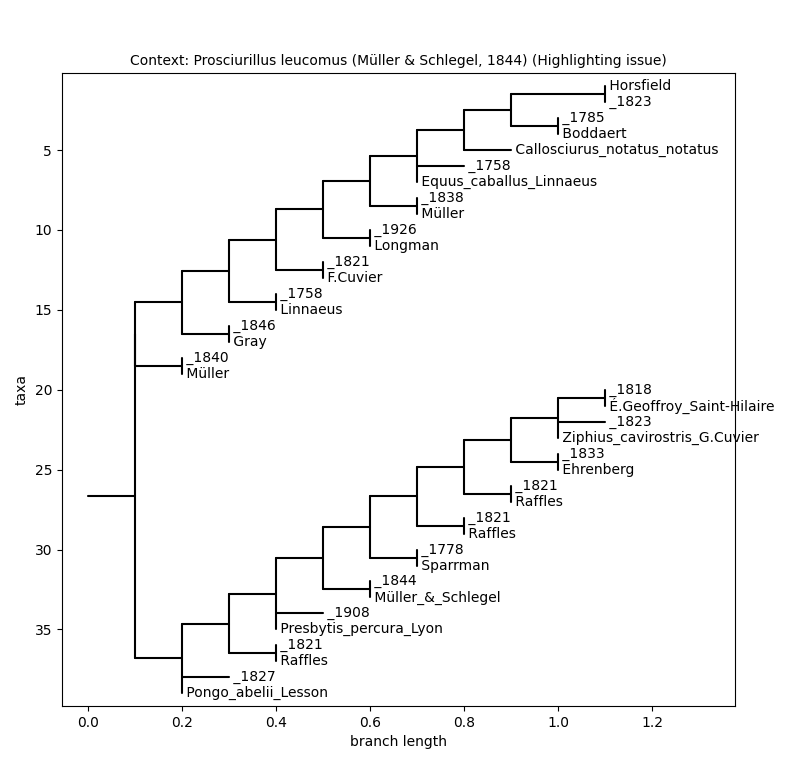 Context: Prosciurillus leucomus (Müller & Schlegel, 1844) (Highlighting issue)
Horsfield
_1823
_1785
Boddaert
Callosciurus_notatus_notatus
_1758
Equus_caballus_Linnaeus
_1838
Müller
_1926
Longman
_1821
F.Cuvier
_1758
Linnaeus
_1846
Gray
_1840
Müller
_1818
É.Geoffroy_Saint-Hilaire
_1823
Ziphius_cavirostris_G.Cuvier
_1833
Ehrenberg
_1821
Raffles
_1821
Raffles
_1778
Sparrman
_1844
Müller_&_Schlegel
_1908
Presbytis_percura_Lyon
_1821
Raffles
_1827
Pongo_abelii_Lesson
5
10
15
20
25
30
35
taxa
0.0 0.2 0.4 0.6 0.8 1.0 1.2
branch length